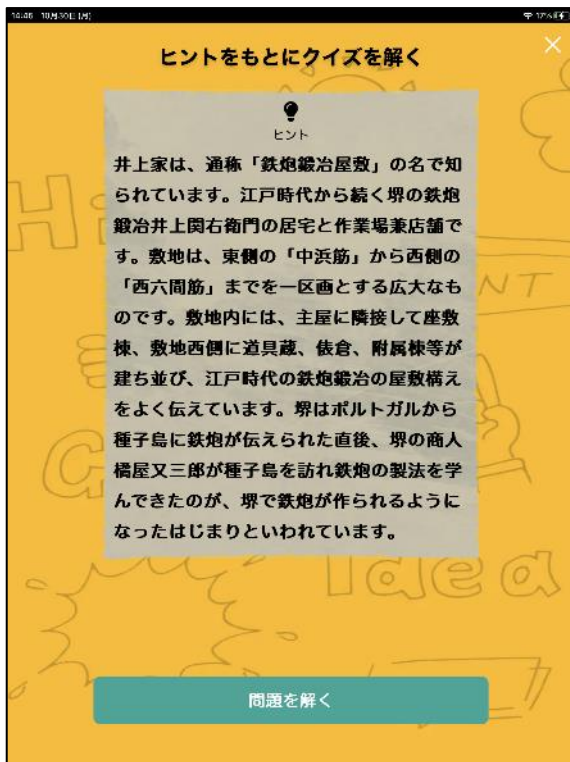 14:46 10月30日(月)
17%
ヒントをもとにクイズを解く
ヒント
井上家は、通称「鉄炮鍛冶屋敷」の名で知
られています。江戸時代から続く堺の鉄炮
鍛冶井上関右衛門の居宅と作業場兼店舗で
す。敷地は、東側の「中浜筋」から西側の
「西六間筋」までを一区画とする広大なも
のです。敷地内には、主屋に隣接して座敷
棟、敷地西側に道具蔵、俵倉、附属棟等が
建ち並び、江戸時代の鉄炮鍛冶の屋敷構え
をよく伝えています。堺はポルトガルから
種子島に鉄炮が伝えられた直後、堺の商人
橘屋又三郎が種子島を訪れ鉄炮の製法を学
んできたのが、堺で鉄炮が作られるように
なったはじまりといわれています。
Idea
問題を解く